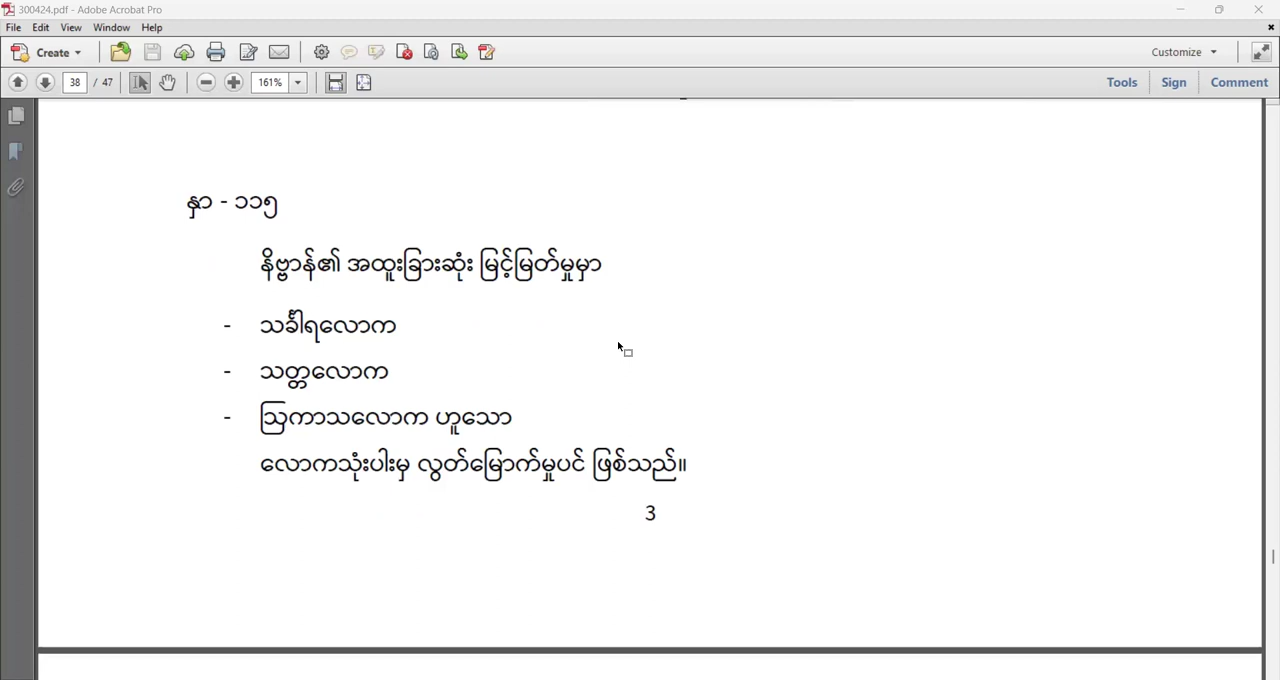 300424.pdf - Adobe Acrobat Pro
File Edit View Window Help
Create Customize
38 / 47 161% Tools Sign Comment
နှာ - ၁၁၅
နိဗ္ဗာန်၏ အထူးခြားဆုံး မြင့်မြတ်မှုမှာ
- သင်္ခါရလောက
- သတ္တလောက
- ဩကာသလောက ဟူသော
လောကသုံးပါးမှ လွတ်မြောက်မှုပင် ဖြစ်သည်။
3